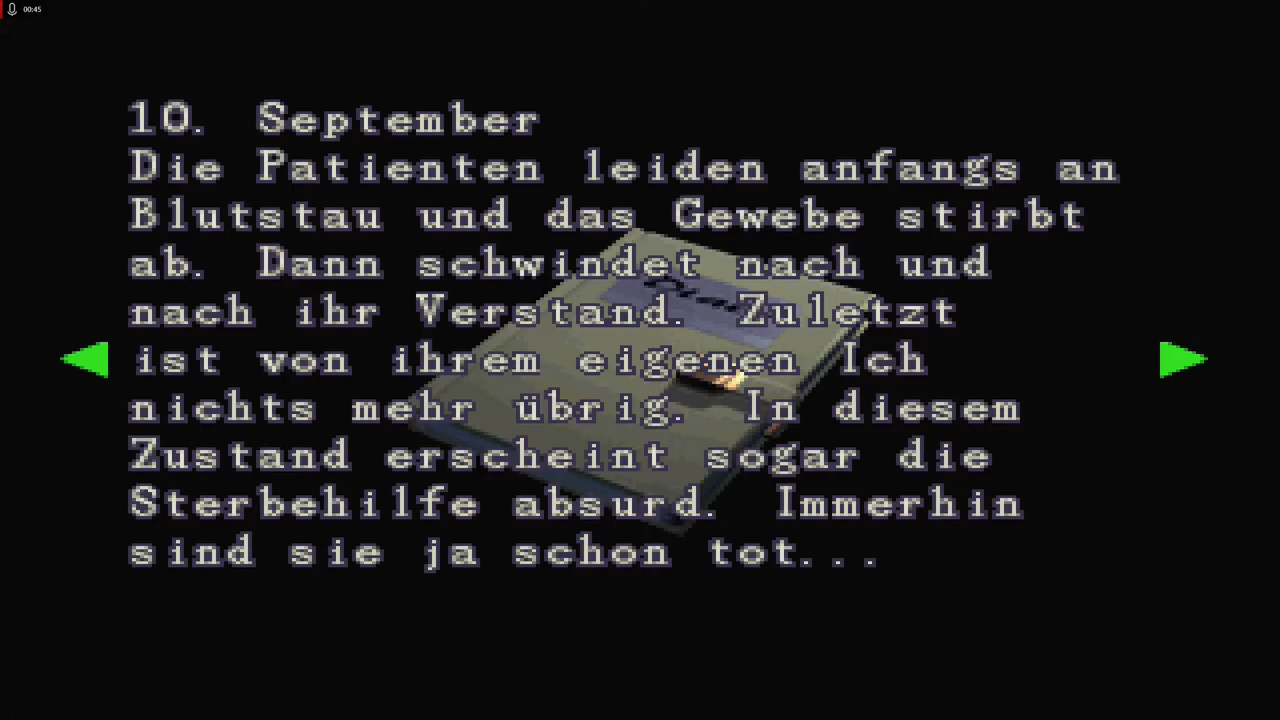 00:45
10. September
Die Patienten leiden anfangs an
Blutstau und das Gewebe stirbt
ab. Dann schwindet nach und
nach ihr Verstand. Zuletzt
ist von ihrem eigenen Ich
nichts mehr übrig. In diesem
Zustand erscheint sogar die
Sterbehilfe absurd. Immerhin
sind sie ja schon tot...